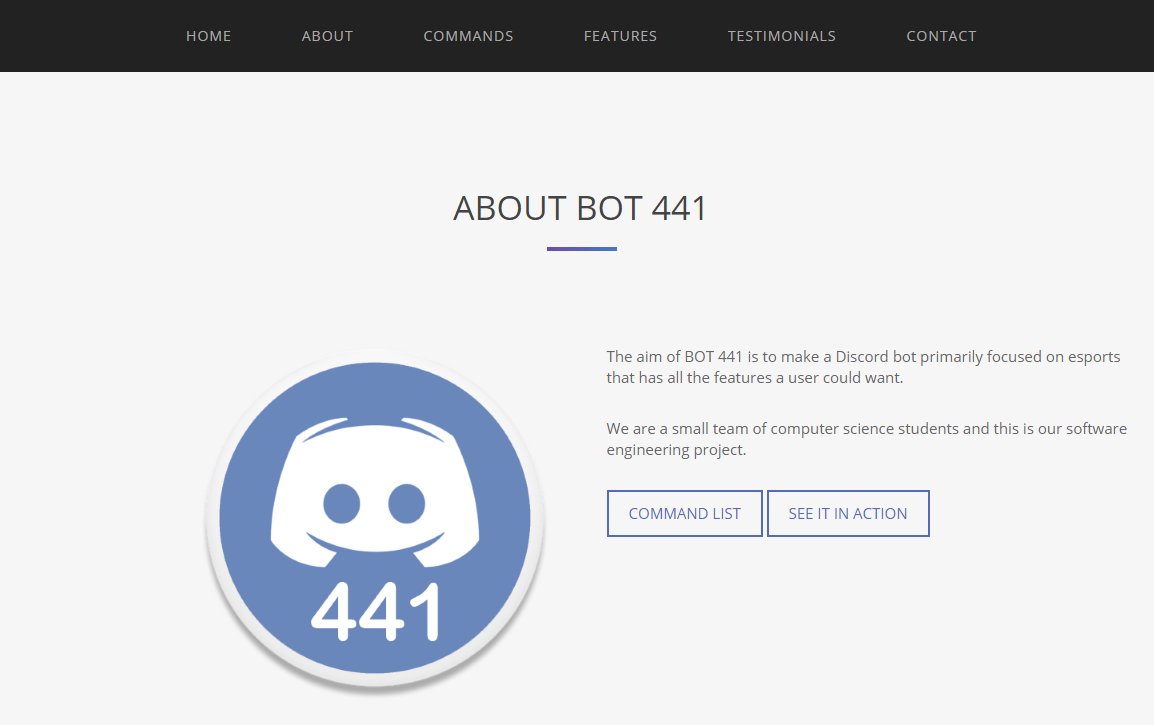 HOME ABOUT COMMANDS FEATURES TESTIMONIALS CONTACT
ABOUT BOT 441
441
The aim of BOT 441 is to make a Discord bot primarily focused on esports
that has all the features a user could want.
We are a small team of computer science students and this is our software
engineering project.
COMMAND LIST SEE IT IN ACTION